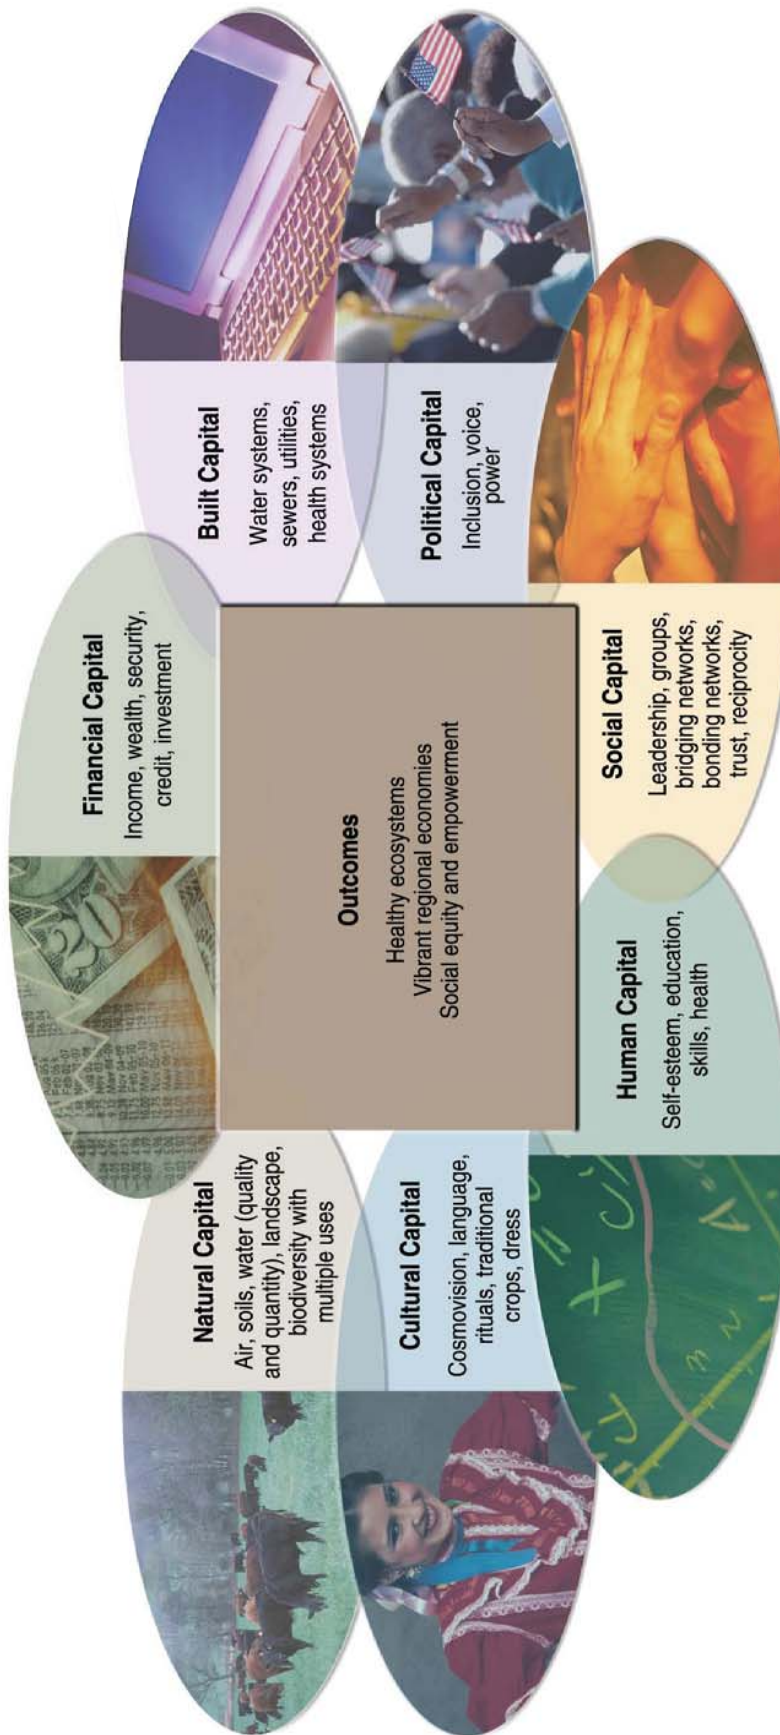 Financial Capital
Income, wealth, security,
credit, investment
Natural Capital
Air, soils, water (quality
and quantity), landscape,
biodiversity with
multiple uses
Built Capital
Water systems,
sewers, utilities,
health systems
Cultural Capital
Cosmovision, language,
rituals, traditional
crops, dress
Outcomes
Healthy ecosystems
Vibrant regional economies
Social equity and empowerment
Political Capital
Inclusion, voice,
power
Human Capital
Self-esteem, education,
skills, health
Social Capital
Leadership, groups,
bridging networks,
bonding networks,
trust, reciprocity
20